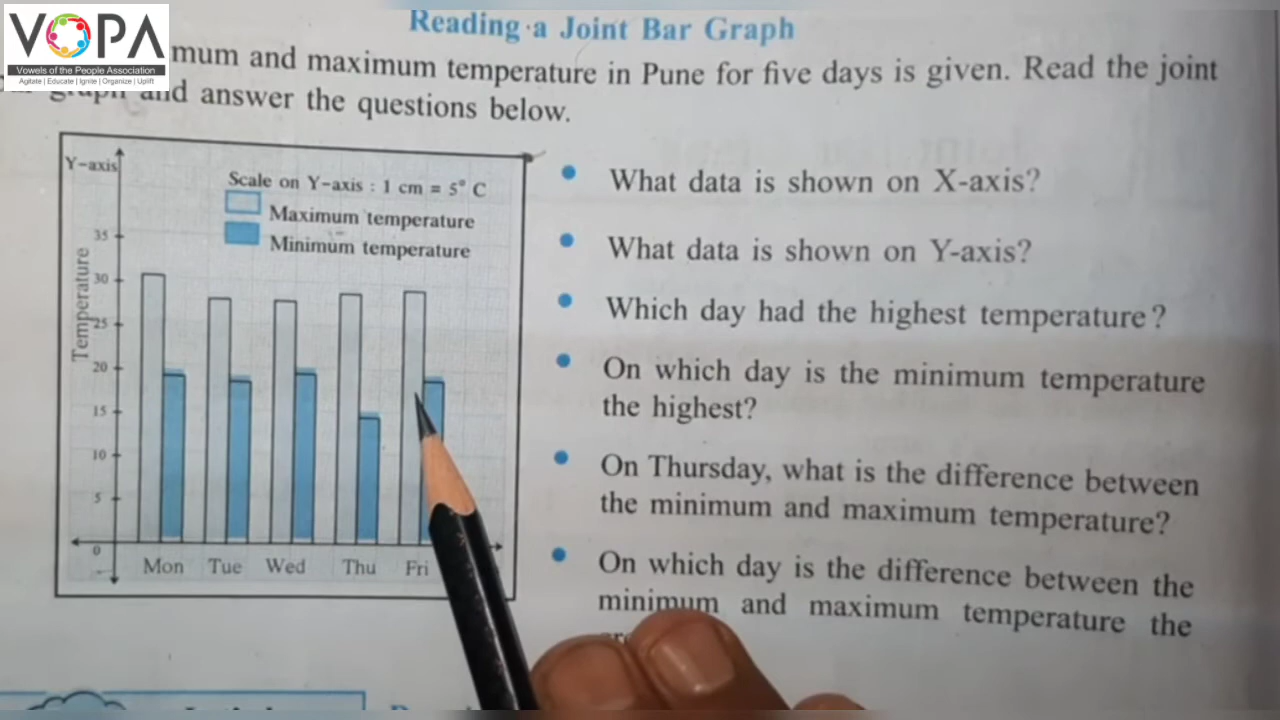 VOPA
Vowels of the People Association
Agitate | Educate | Ignite | Organize | Uplift
Reading a Joint Bar Graph
mum and maximum temperature in Pune for five days is given. Read the joint
graph and answer the questions below.
Y-axis
Scale on Y-axis : 1 cm = 5° C
Maximum temperature
Minimum temperature
Temperature
35
30
25
20
15
10
5
0
Mon Tue Wed Thu Fri
• What data is shown on X-axis?
• What data is shown on Y-axis?
• Which day had the highest temperature?
• On which day is the minimum temperature
the highest?
• On Thursday, what is the difference between
the minimum and maximum temperature?
• On which day is the difference between the
minimum and maximum temperature the